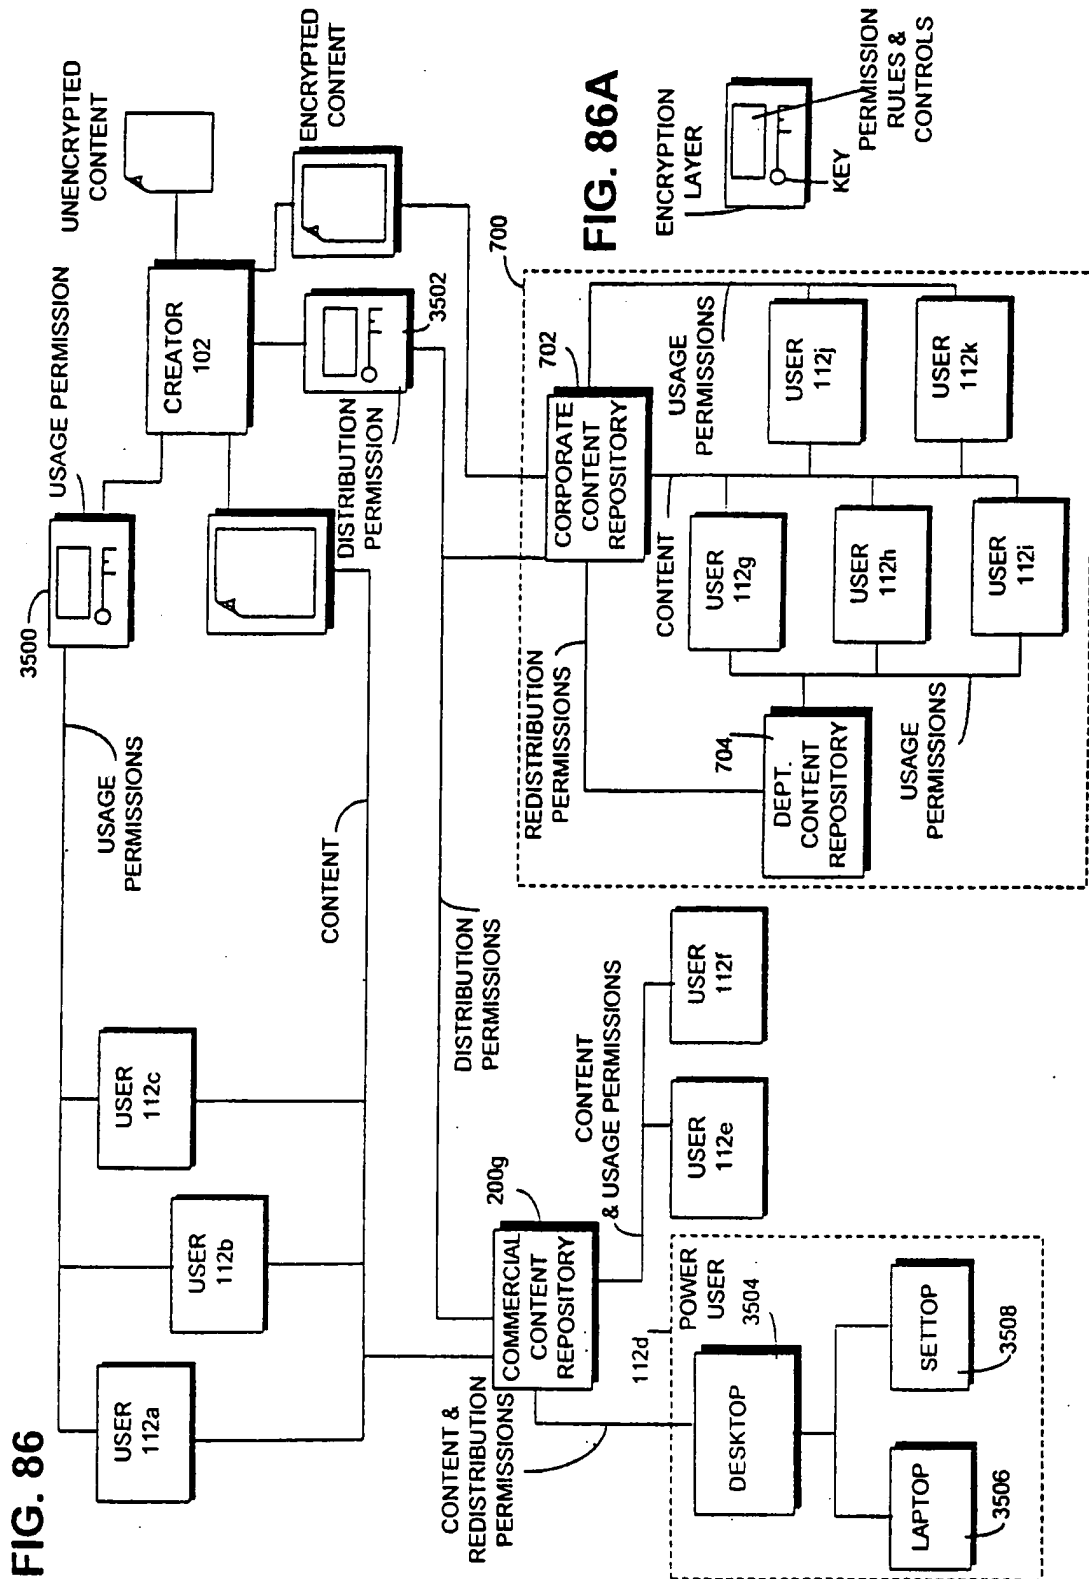 FIG. 86
UNENCRYPTED
CONTENT
ENCRYPTED
CONTENT
USAGE PERMISSION
3500
CREATOR
102
3502
DISTRIBUTION
PERMISSION
USAGE
PERMISSIONS
CONTENT
USER
112a
USER
112b
USER
112c
DISTRIBUTION
PERMISSIONS
COMMERCIAL
CONTENT
REPOSITORY
200g
CONTENT &
REDISTRIBUTION
PERMISSIONS
CONTENT
& USAGE PERMISSIONS
USER
112e
USER
112f
112d
POWER
USER
3504
DESKTOP
LAPTOP
3506
SETTOP
3508
700
702
CORPORATE
CONTENT
REPOSITORY
REDISTRIBUTION
PERMISSIONS
CONTENT
USAGE
PERMISSIONS
704
DEPT.
CONTENT
REPOSITORY
USAGE
PERMISSIONS
USER
112g
USER
112h
USER
112i
USER
112j
USER
112k
FIG. 86A
ENCRYPTION
LAYER
KEY
PERMISSION
RULES &
CONTROLS